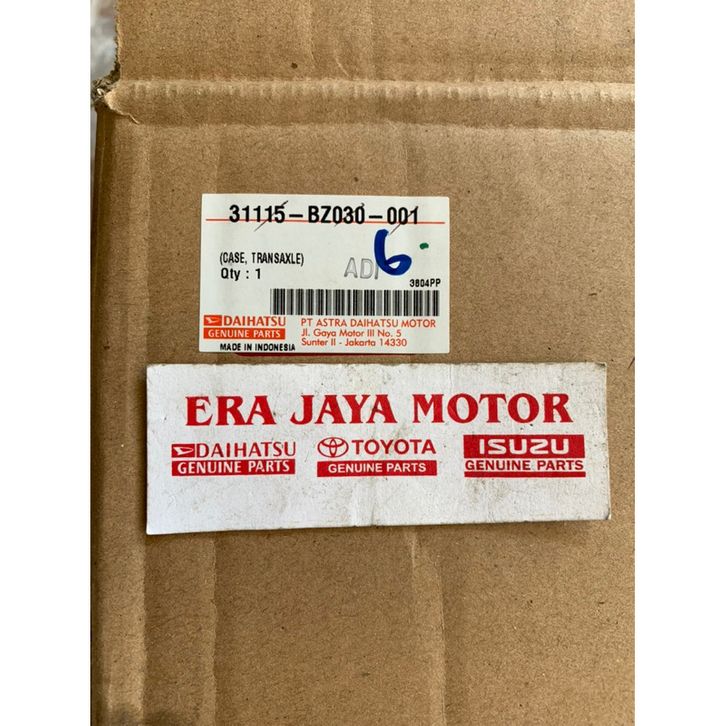 31115-BZ030-001
(CASE, TRANSAXLE)
Qty : 1
ADI
6-
3804PP
DAIHATSU
GENUINE PARTS
MADE IN INDONESIA
PT ASTRA DAIHATSU MOTOR
Jl. Gaya Motor III No. 5
Sunter II - Jakarta 14330
ERA JAYA MOTOR
DAIHATSU
GENUINE PARTS
TOYOTA
GENUINE PARTS
ISUZU
GENUINE PARTS